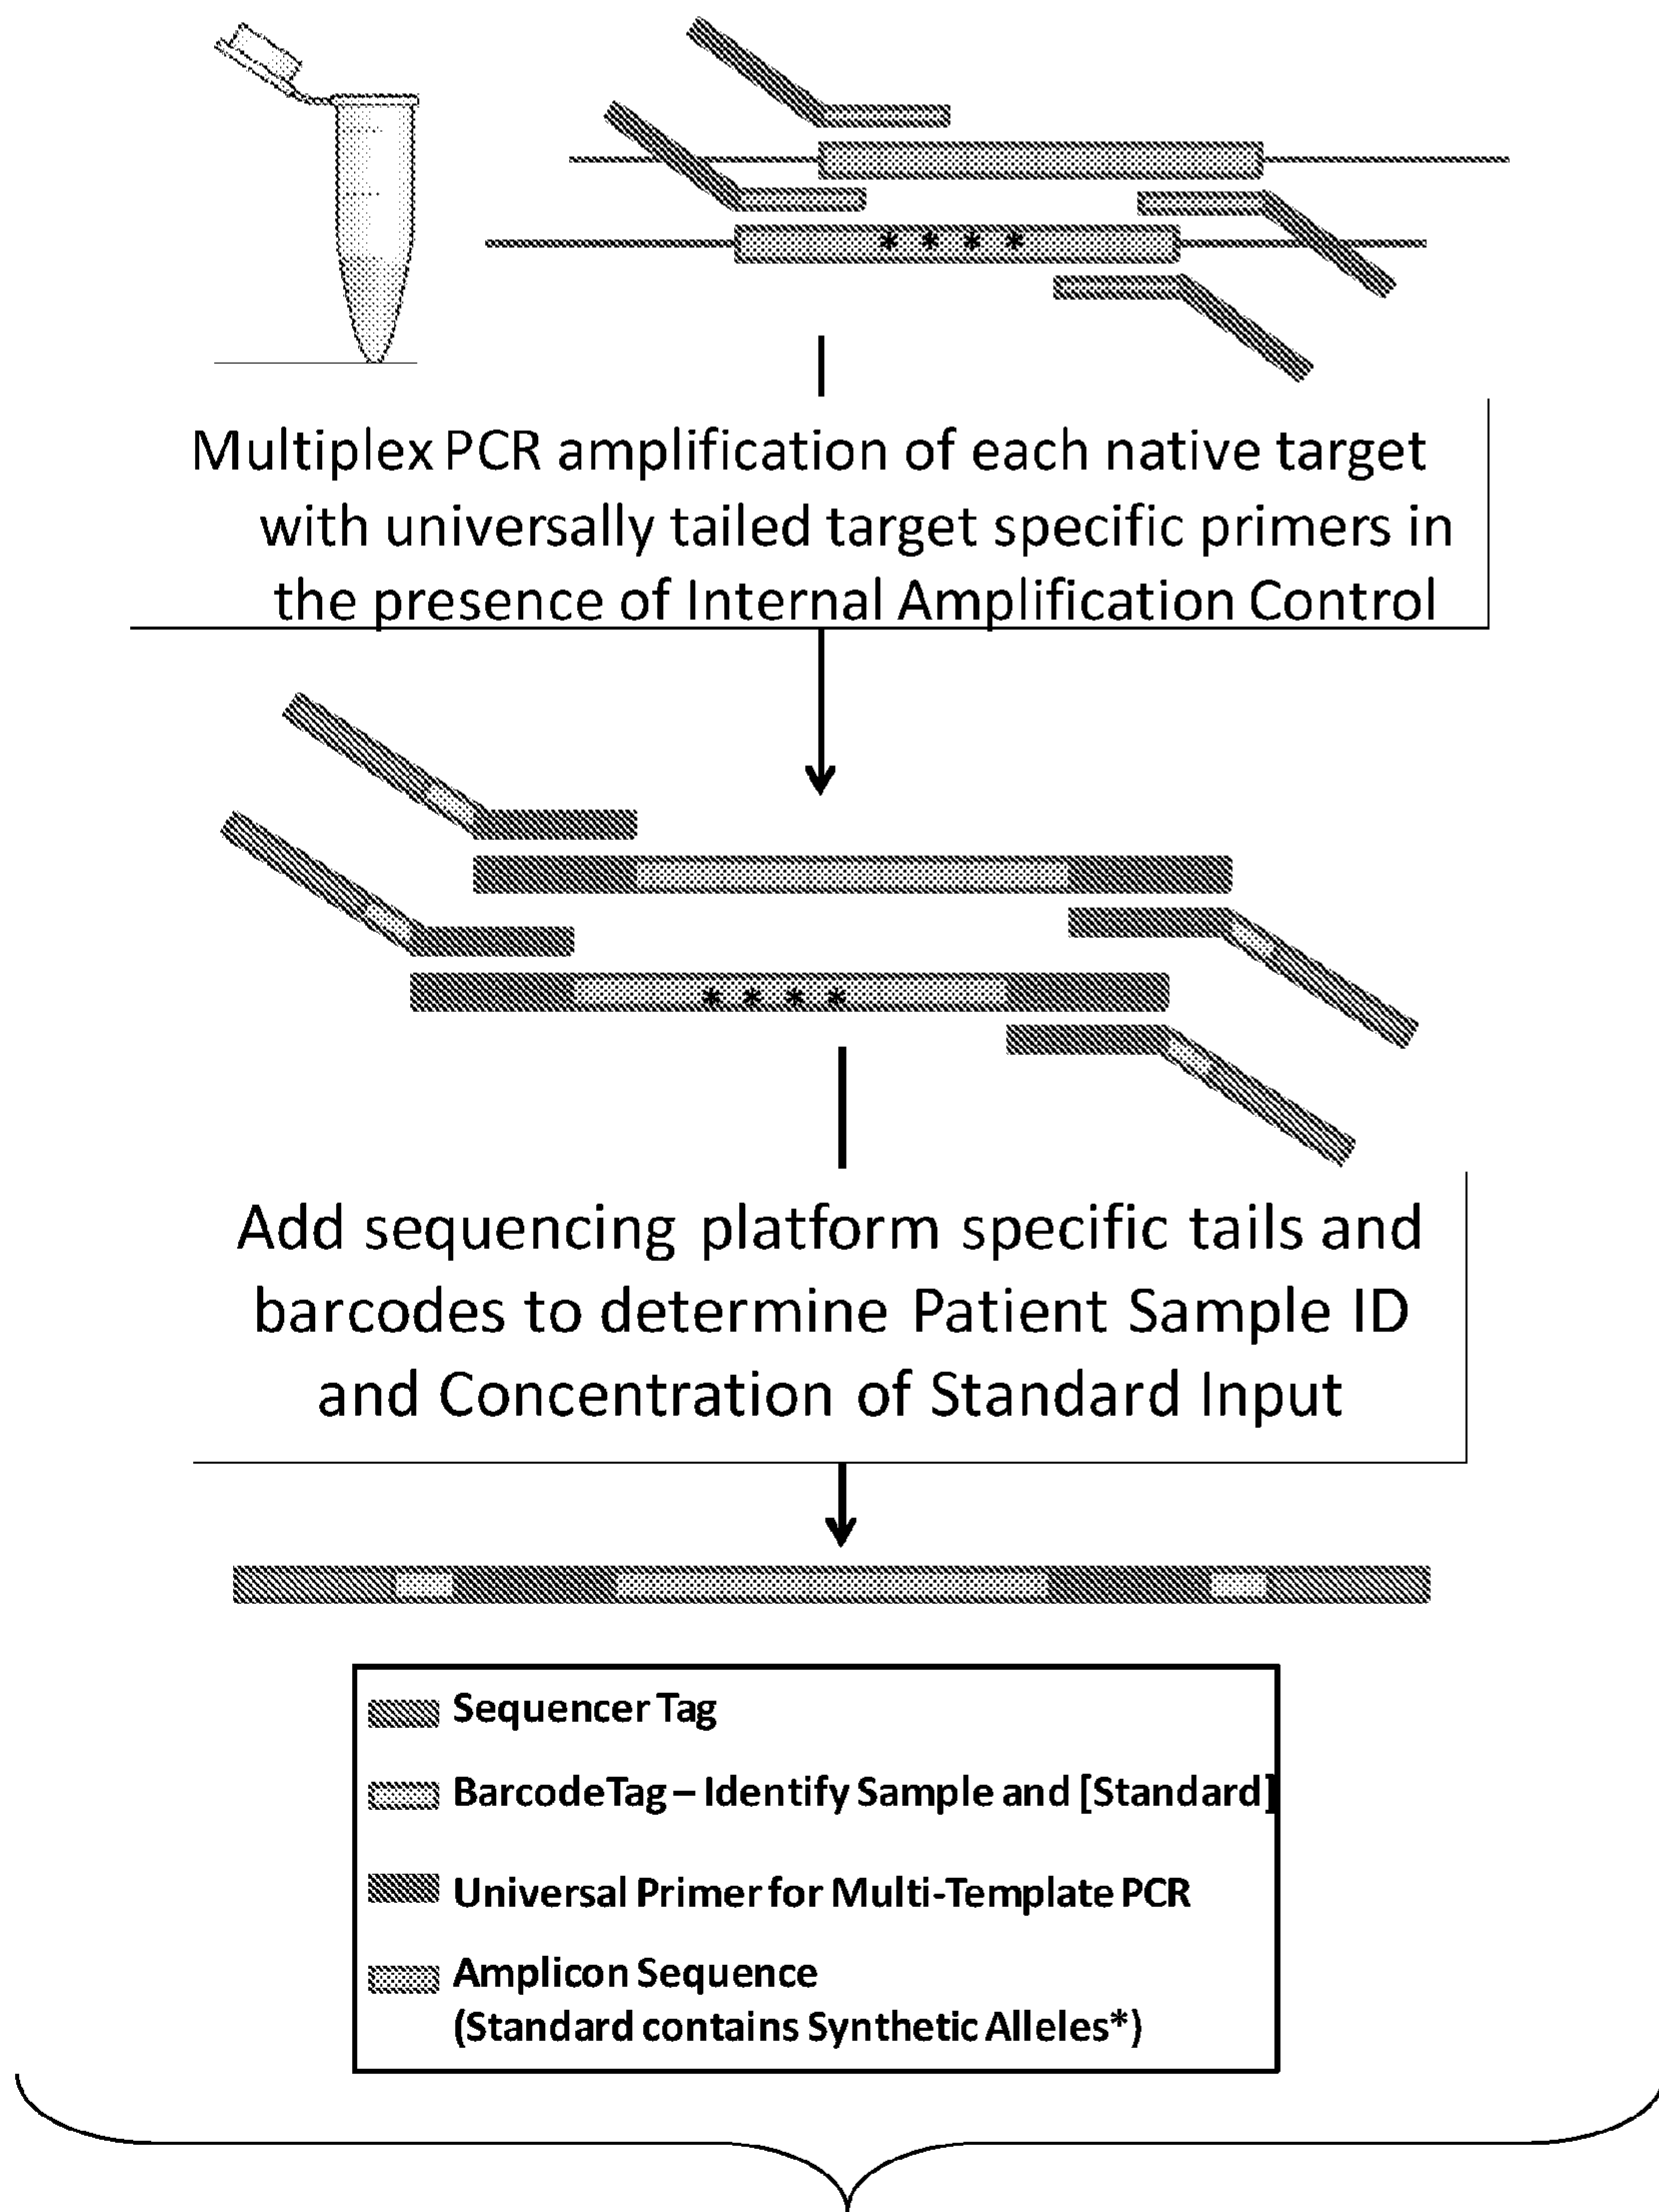 * * * *
Multiplex PCR amplification of each native target
with universally tailed target specific primers in
the presence of Internal Amplification Control
* * * *
Add sequencing platform specific tails and
barcodes to determine Patient Sample ID
and Concentration of Standard Input
Sequencer Tag
BarcodeTag – Identify Sample and [Standard]
Universal Primer for Multi-Template PCR
Amplicon Sequence
(Standard contains Synthetic Alleles*)